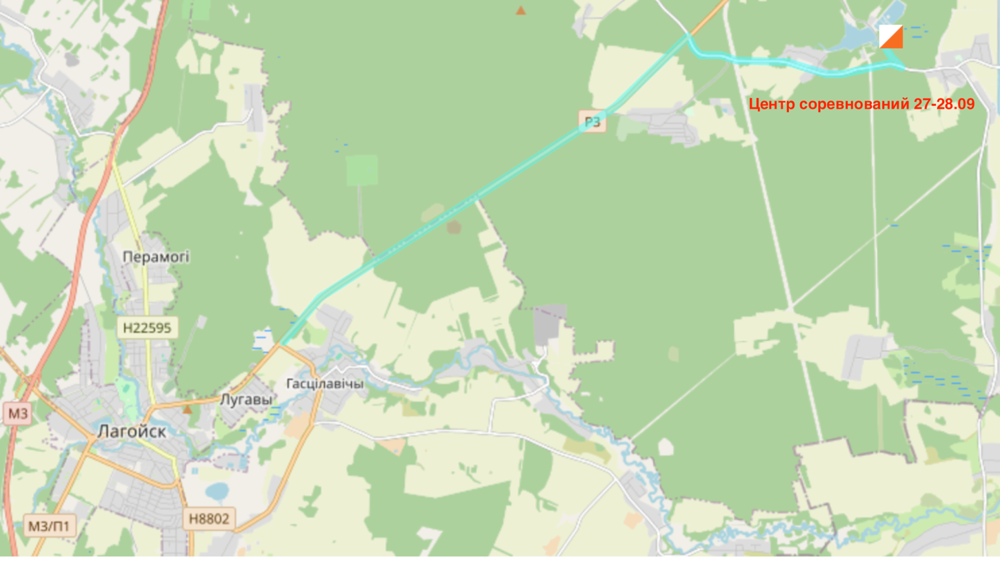 Центр соревнований 27-28.09
Р3
Перамогі
Н22595
Гасцілавічы
Лугавы
М3
Лагойск
Н8802
М3/П1